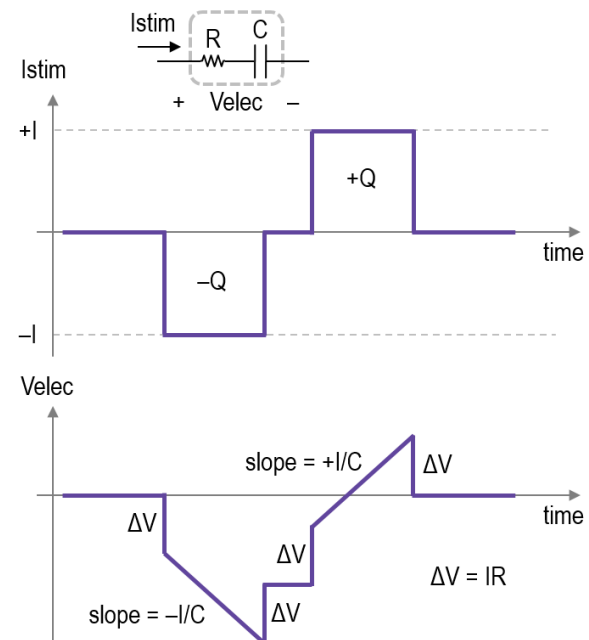 Istim
R
C
+ Velec –
Istim
+I
+Q
time
–Q
–I
Velec
slope = +I/C
ΔV
time
ΔV
ΔV
ΔV = IR
slope = –I/C
ΔV